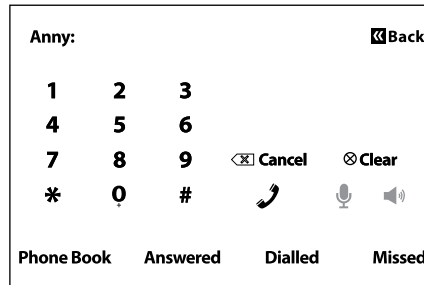 Anny: Back
1 2 3
4 5 6
7 8 9 Cancel Clear
* 0 #
+
Phone Book Answered Dialled Missed